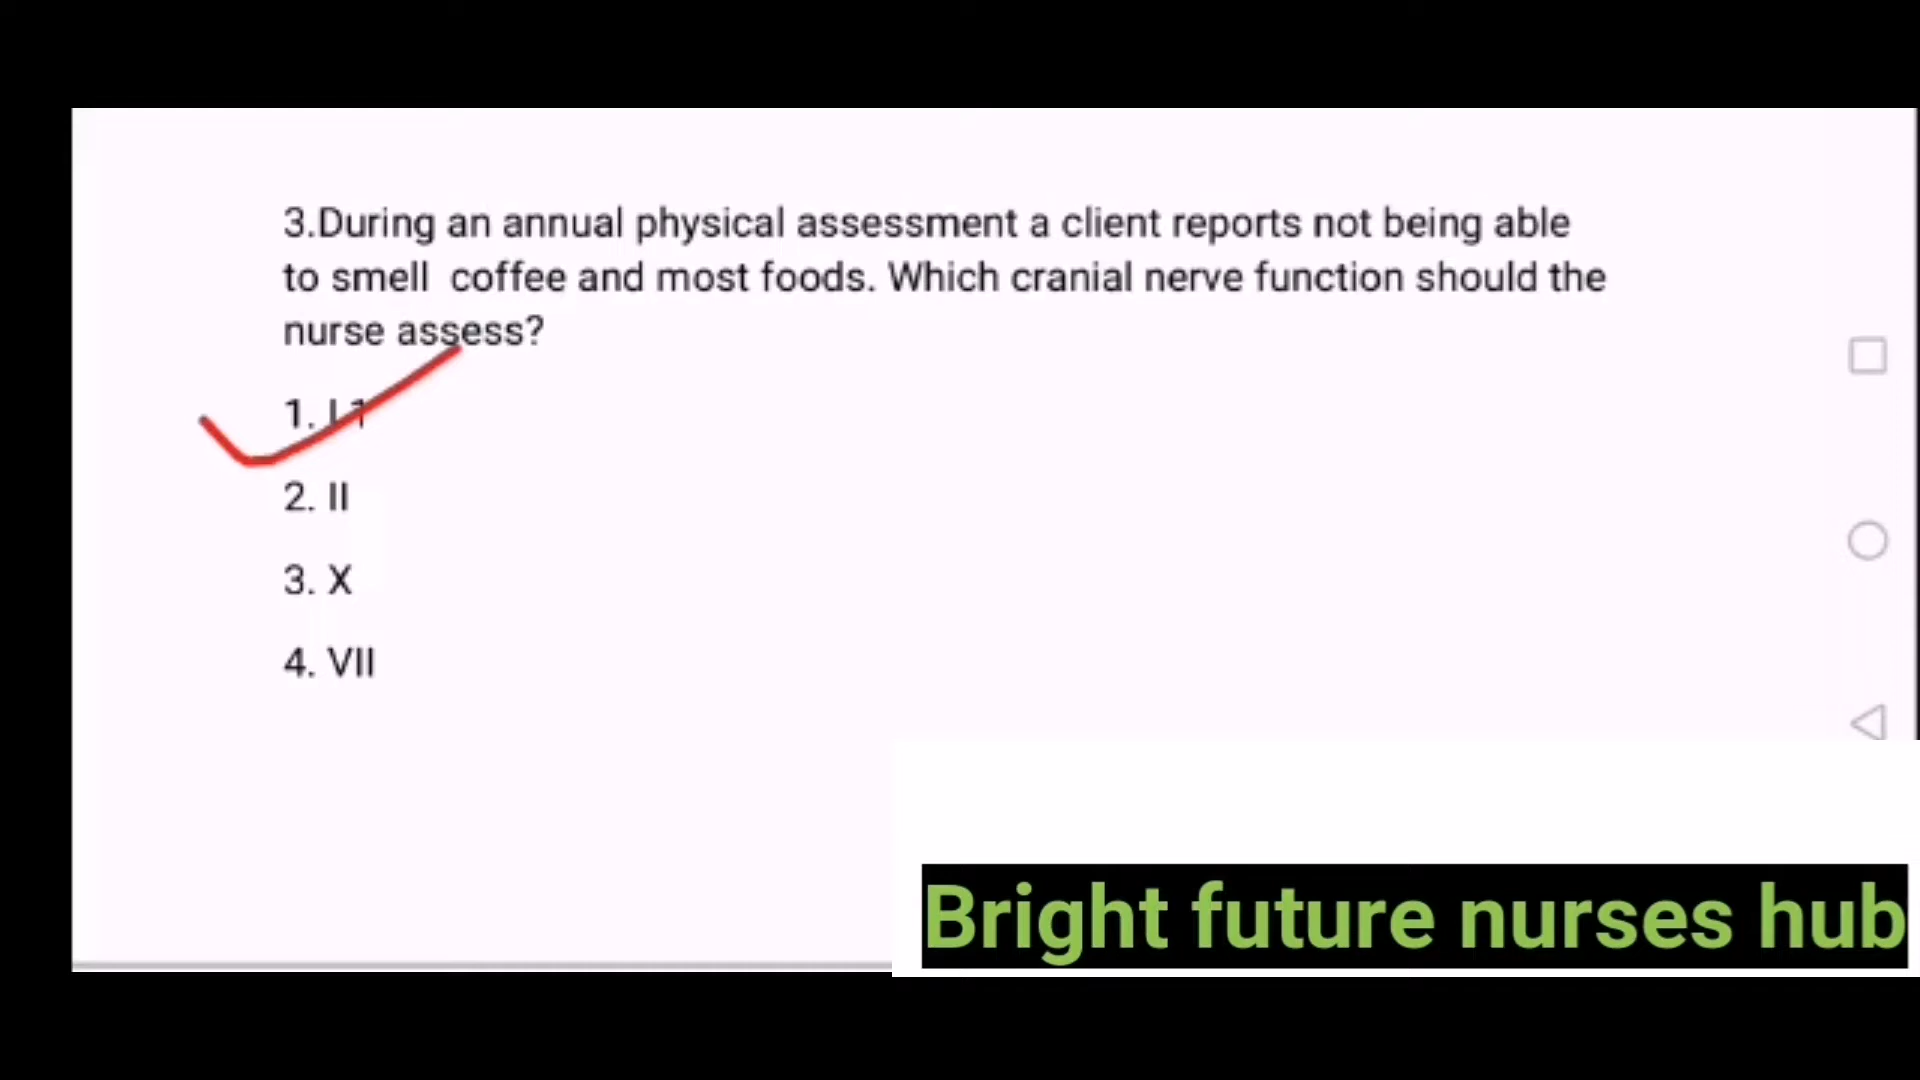 3.During an annual physical assessment a client reports not being able
to smell coffee and most foods. Which cranial nerve function should the
nurse assess?
1. I 1
2. II
3. X
4. VII
Bright future nurses hub